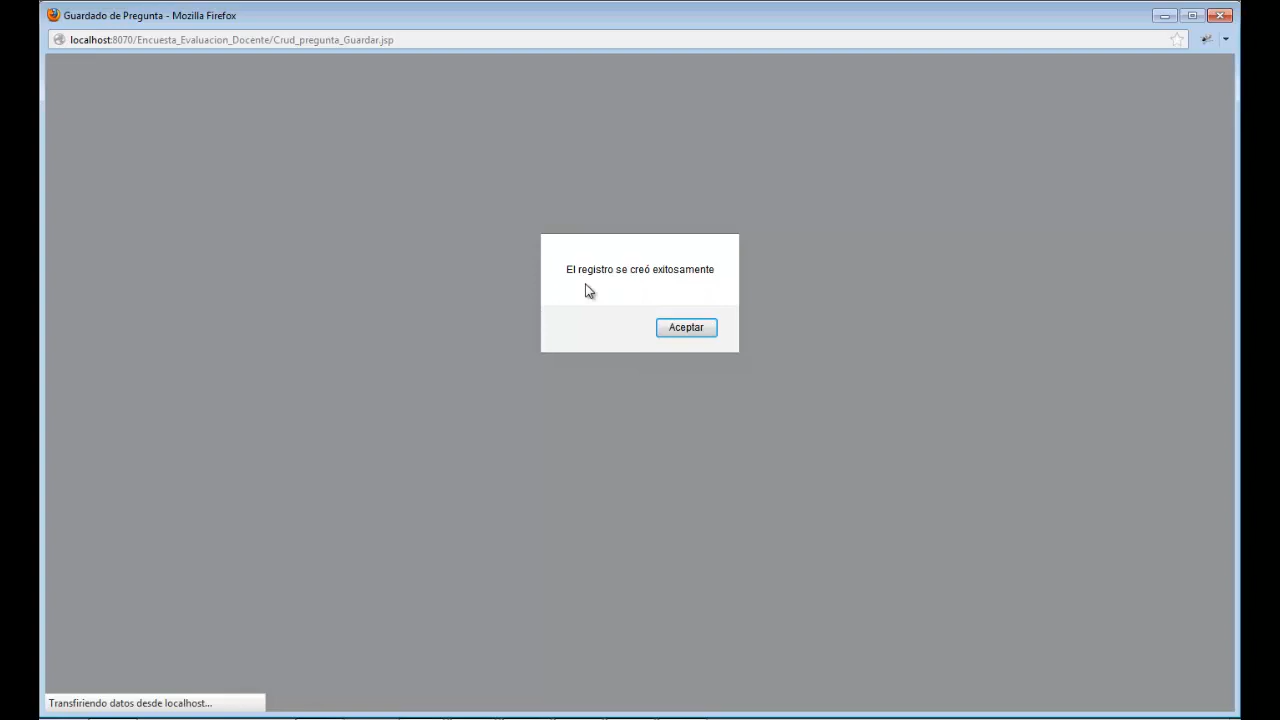 Guardado de Pregunta - Mozilla Firefox
localhost:8070/Encuesta_Evaluacion_Docente/Crud_pregunta_Guardar.jsp
El registro se creó exitosamente
Aceptar
Transfiriendo datos desde localhost...